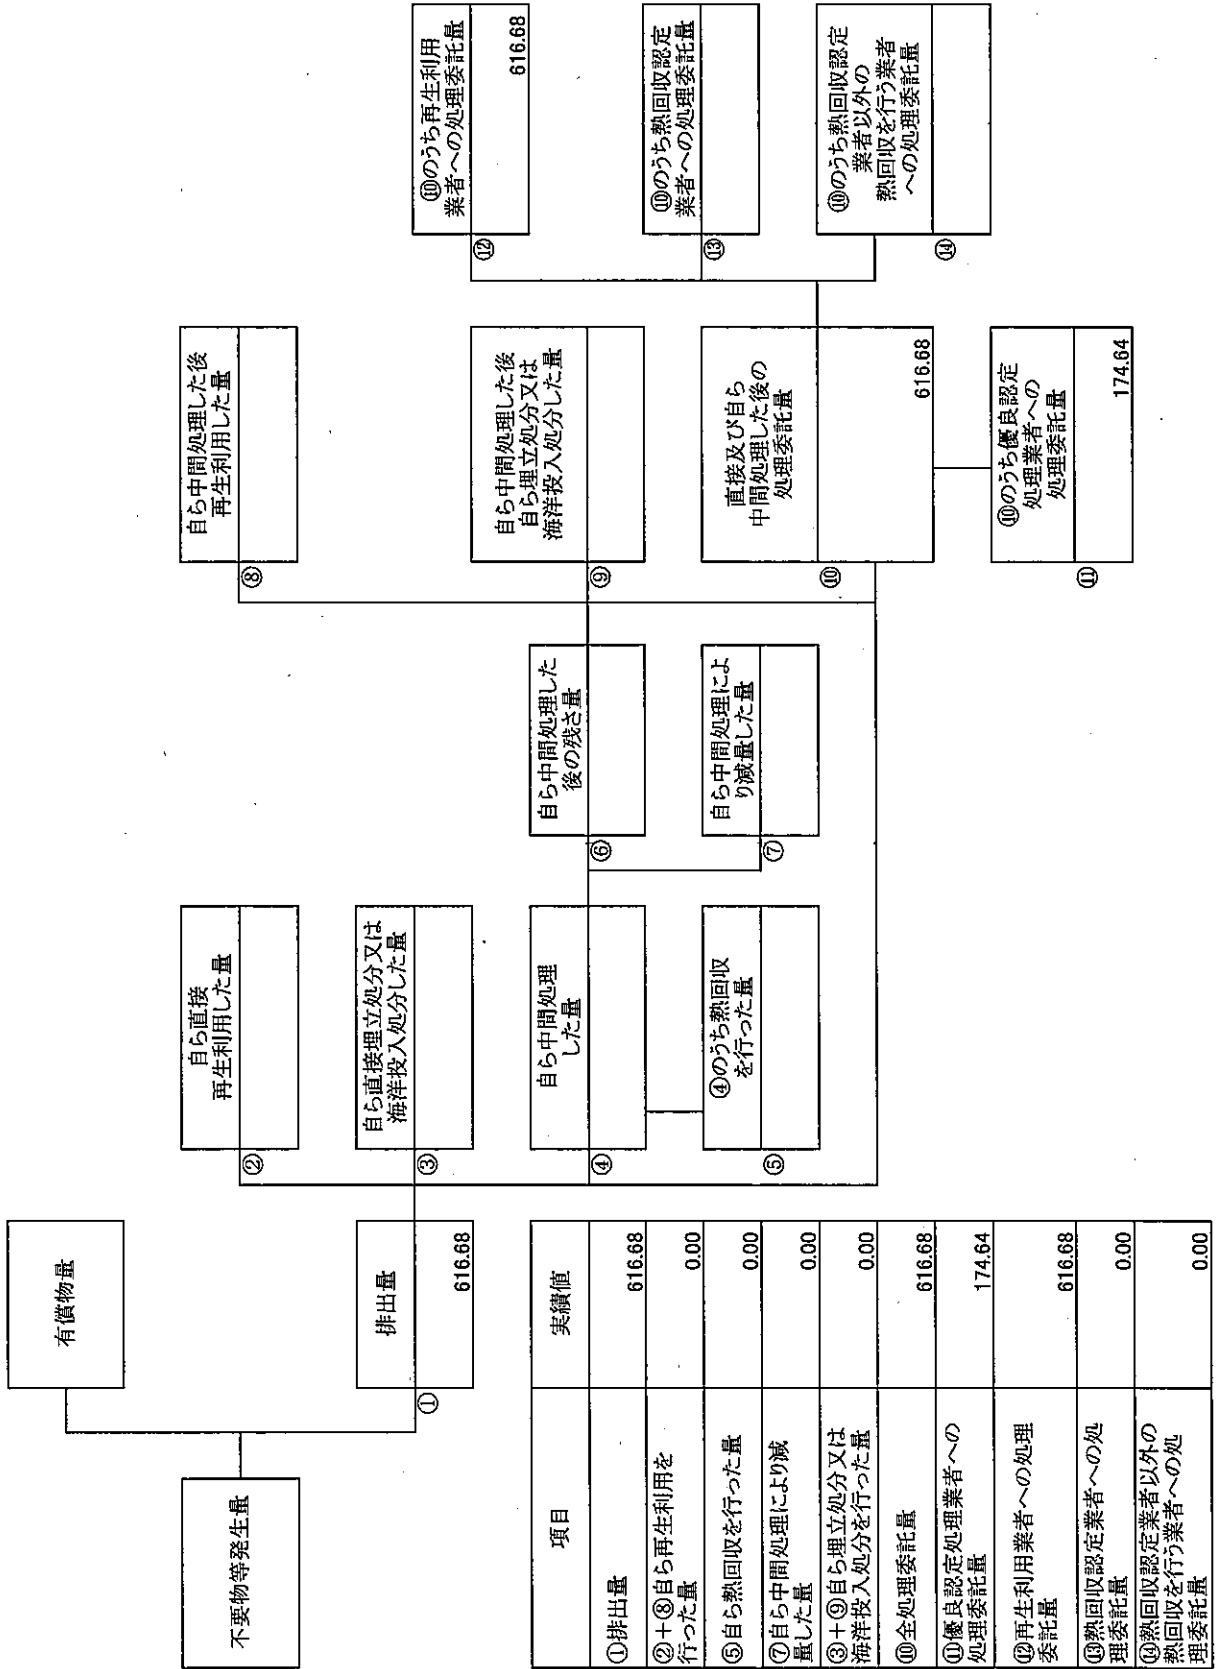 不要物等発生量
有償物量
排出量
①
616.68
自ら直接
再生利用した量
②
自ら直接埋立処分又は
海洋投入処分した量
③
自ら中間処理
した量
④
④のうち熱回収
を行った量
⑤
自ら中間処理した
後の残さ量
⑥
自ら中間処理によ
り減量した量
⑦
自ら中間処理した後
再生利用した量
⑧
自ら中間処理した後
自ら埋立処分又は
海洋投入処分した量
⑨
直接及び自ら
中間処理した後の
処理委託量
⑩
616.68
⑩のうち優良認定
処理業者への
処理委託量
⑪
174.64
⑩のうち再生利用
業者への処理委託量
⑫
616.68
⑩のうち熱回収認定
業者への処理委託量
⑬
⑩のうち熱回収認定
業者以外の
熱回収を行う業者
への処理委託量
⑭
項目 実績値
①排出量 616.68
②+⑧自ら再生利用を
行った量 0.00
⑤自ら熱回収を行った量 0.00
⑦自ら中間処理により減
量した量 0.00
③+⑨自ら埋立処分又は
海洋投入処分を行った量 0.00
⑩全処理委託量 616.68
⑪優良認定処理業者への
処理委託量 174.64
⑫再生利用業者への処理
委託量 616.68
⑬熱回収認定業者への処
理委託量 0.00
⑭熱回収認定業者以外の
熱回収を行う業者への処
理委託量 0.00